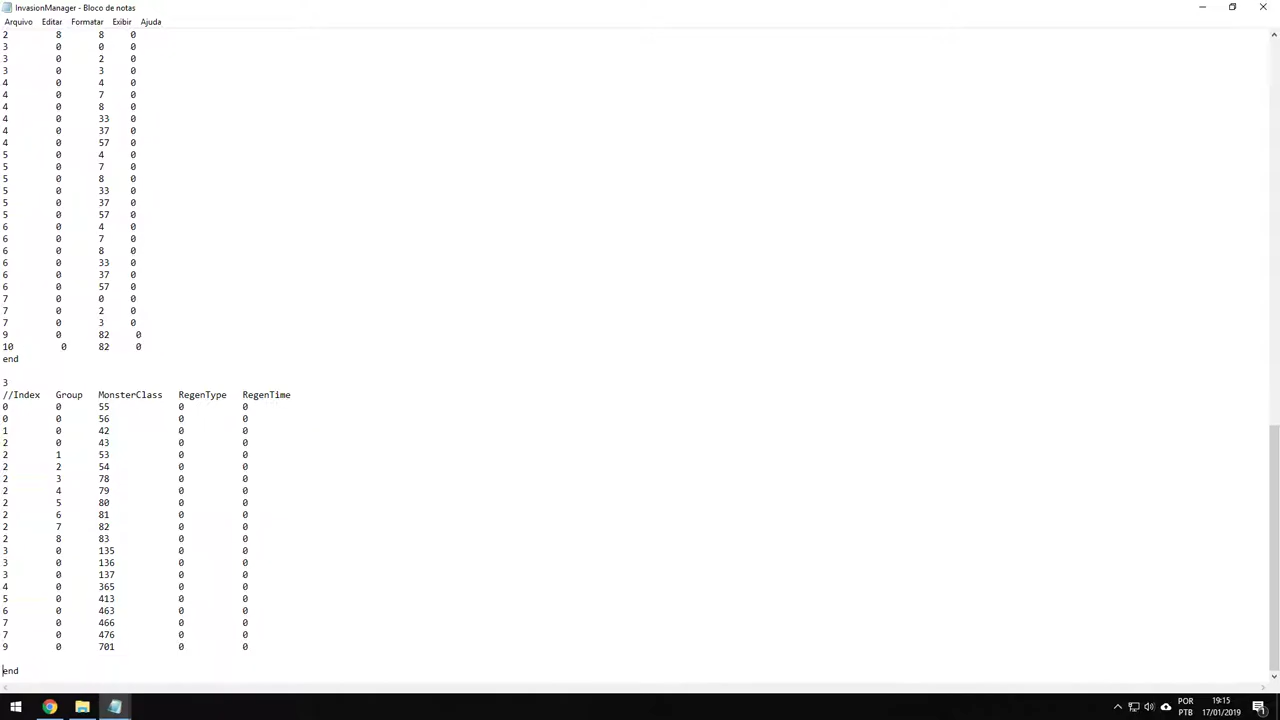 InvasionManager - Bloco de notas
Arquivo Editar Formatar Exibir Ajuda
2 8 8 0
3 0 0 0
3 0 2 0
3 0 3 0
4 0 4 0
4 0 7 0
4 0 8 0
4 0 33 0
4 0 37 0
4 0 57 0
5 0 4 0
5 0 7 0
5 0 8 0
5 0 33 0
5 0 37 0
5 0 57 0
6 0 4 0
6 0 7 0
6 0 8 0
6 0 33 0
6 0 37 0
6 0 57 0
7 0 0 0
7 0 2 0
7 0 3 0
9 0 82 0
10 0 82 0
end
3
//Index Group MonsterClass RegenType RegenTime
0 0 55 0 0
0 0 56 0 0
1 0 42 0 0
2 0 43 0 0
2 1 53 0 0
2 2 54 0 0
2 3 78 0 0
2 4 79 0 0
2 5 80 0 0
2 6 81 0 0
2 7 82 0 0
2 8 83 0 0
3 0 135 0 0
3 0 136 0 0
3 0 137 0 0
4 0 365 0 0
5 0 413 0 0
6 0 463 0 0
7 0 466 0 0
7 0 476 0 0
9 0 701 0 0
end
POR 19:15
PTB 17/01/2019
1